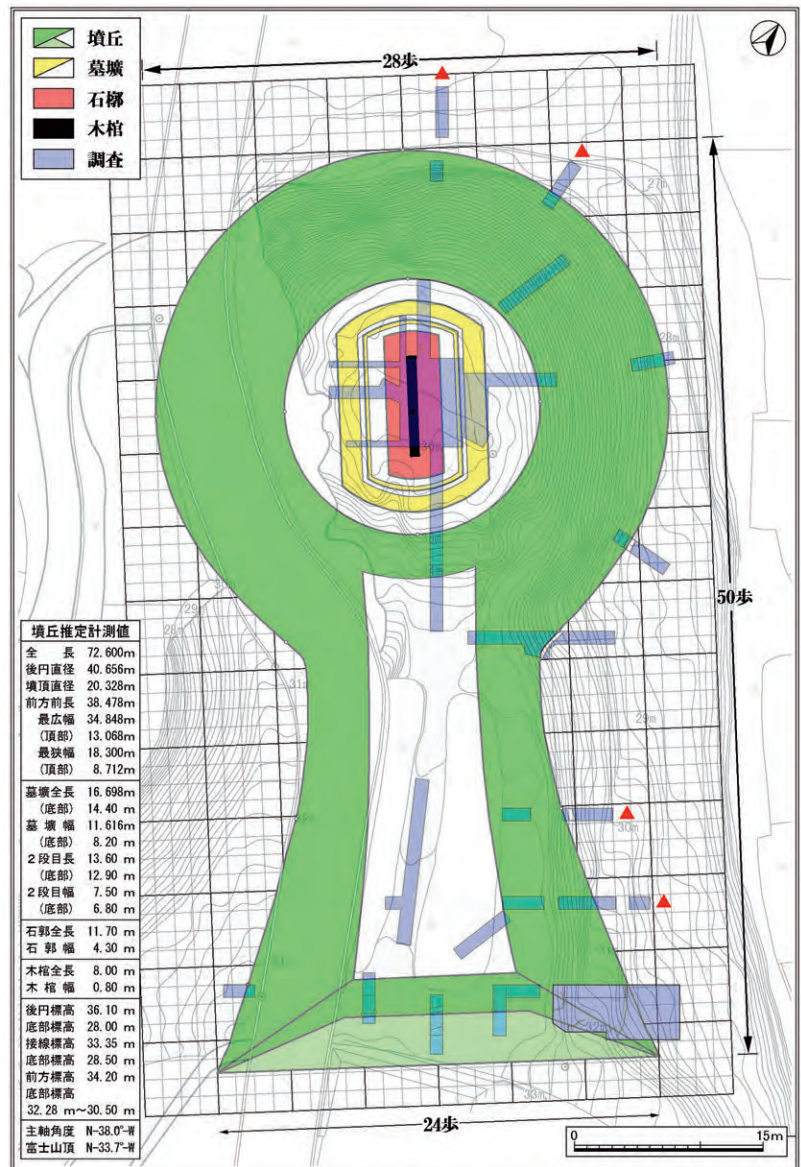 墳丘
墓壙
石槨
木棺
調査
28歩
27m
28m
30m
50歩
29m
28m
31m
29m
30m
墳丘推定計測値
全 長 72.600m
後円直径 40.656m
墳頂直径 20.328m
前方前長 38.478m
最広幅 34.848m
(頂部) 13.068m
最狭幅 18.300m
(頂部) 8.712m
墓壙全長 16.698m
(底部) 14.40 m
墓壙幅 11.616m
(底部) 8.20 m
2段目長 13.60 m
(底部) 12.90 m
2段目幅 7.50 m
(底部) 6.80 m
石郭全長 11.70 m
石郭幅 4.30 m
木棺全長 8.00 m
木棺幅 0.80 m
後円標高 36.10 m
底部標高 28.00 m
接線標高 33.35 m
底部標高 28.50 m
前方標高 34.20 m
底部標高
32.28 m～30.50 m
主軸角度 N-38.0°-W
富士山頂 N-33.7°-W
33m
24歩
0 15m